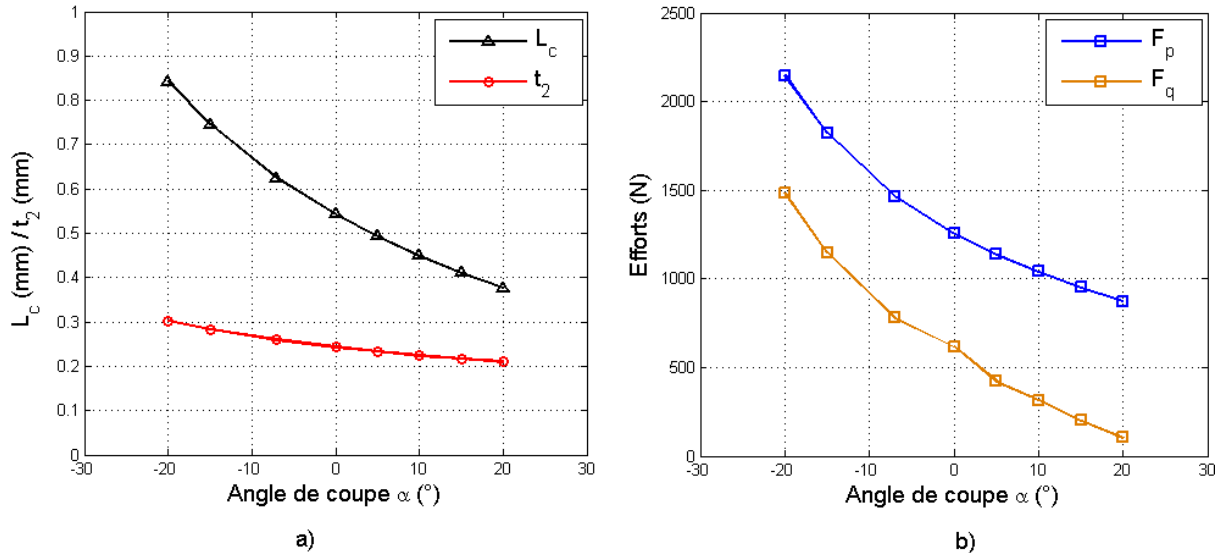 1
0.9
0.8
0.7
0.6
0.5
0.4
0.3
0.2
0.1
0
-30 -20 -10 0 10 20 30
L_c (mm) / t_2 (mm)
Angle de coupe α (°)
L_c
t_2
a)
2500
2000
1500
1000
500
0
-30 -20 -10 0 10 20 30
Efforts (N)
Angle de coupe α (°)
F_p
F_q
b)